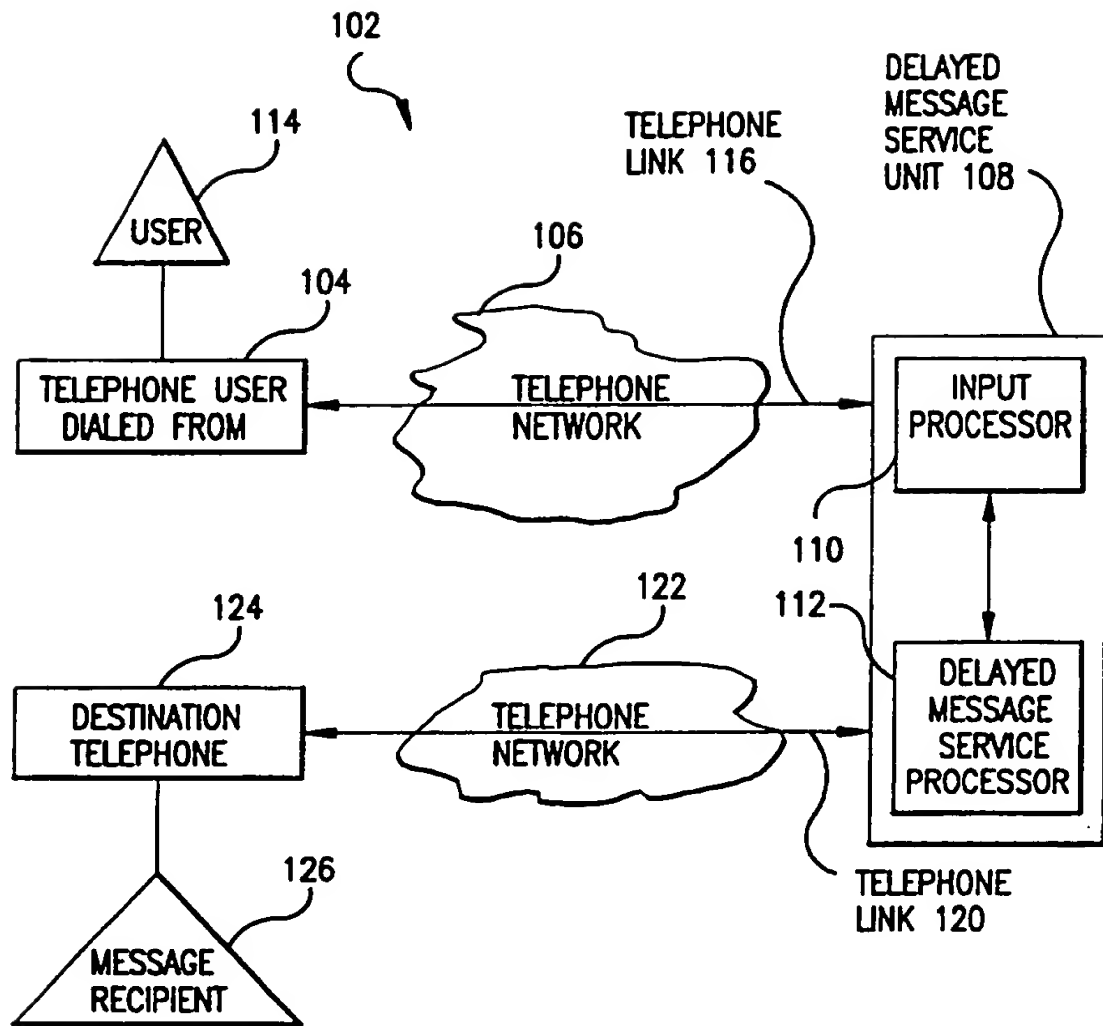 102
DELAYED
MESSAGE
SERVICE
UNIT 108
TELEPHONE
LINK 116
114
USER
106
104
TELEPHONE USER
DIALED FROM
TELEPHONE
NETWORK
INPUT
PROCESSOR
110
112
124
122
DESTINATION
TELEPHONE
TELEPHONE
NETWORK
DELAYED
MESSAGE
SERVICE
PROCESSOR
126
TELEPHONE
LINK 120
MESSAGE
RECIPIENT